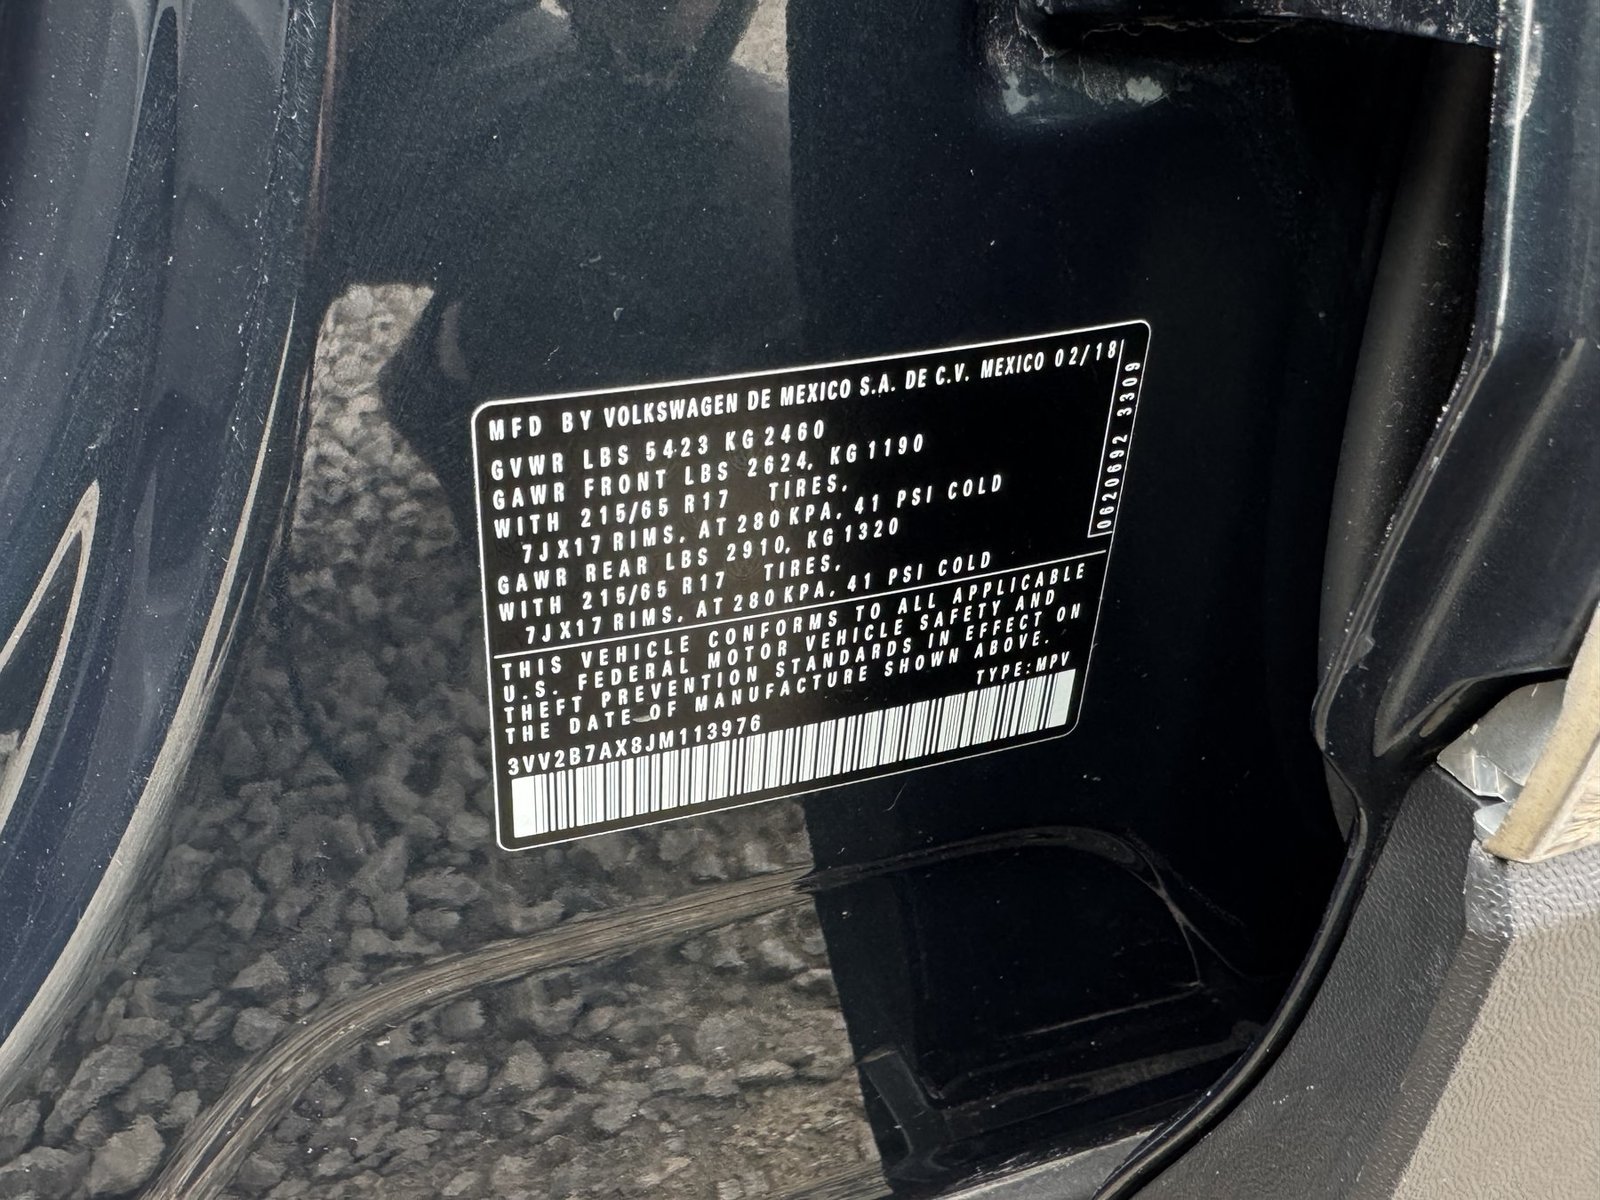 MFD BY VOLKSWAGEN DE MEXICO S.A. DE C.V. MEXICO 02/18
GVWR LBS 5423 KG 2460
GAWR FRONT LBS 2624, KG 1190
WITH 215/65 R17 TIRES,
7J X17 RIMS, AT 280 KPA, 41 PSI COLD
GAWR REAR LBS 2910, KG 1320
WITH 215/65 R17 TIRES,
7J X17 RIMS, AT 280 KPA, 41 PSI COLD
0620692 3309
THIS VEHICLE CONFORMS TO ALL APPLICABLE
U.S. FEDERAL MOTOR VEHICLE SAFETY AND
THEFT PREVENTION STANDARDS IN EFFECT ON
THE DATE OF MANUFACTURE SHOWN ABOVE.
3VV2B7AX8JM113976 TYPE: MPV